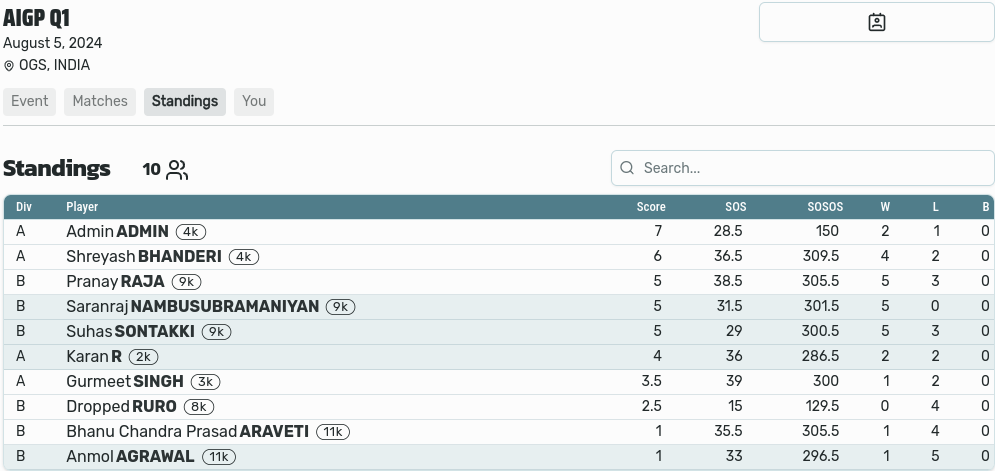 AIGP Q1
August 5, 2024
OGS, INDIA
Event Matches Standings You
Standings 10 Search...
Div Player Score SOS SOSOS W L B
A Admin ADMIN 4k 7 28.5 150 2 1 0
A Shreyash BHANDERI 4k 6 36.5 309.5 4 2 0
B Pranay RAJA 9k 5 38.5 305.5 5 3 0
B Saranraj NAMBUSUBRAMANIYAN 9k 5 31.5 301.5 5 0 0
B Suhas SONTAKKI 9k 5 29 300.5 5 3 0
A Karan R 2k 4 36 286.5 2 2 0
A Gurmeet SINGH 3k 3.5 39 300 1 2 0
B Dropped RURO 8k 2.5 15 129.5 0 4 0
B Bhanu Chandra Prasad ARAVETI 11k 1 35.5 305.5 1 4 0
B Anmol AGRAWAL 11k 1 33 296.5 1 5 0